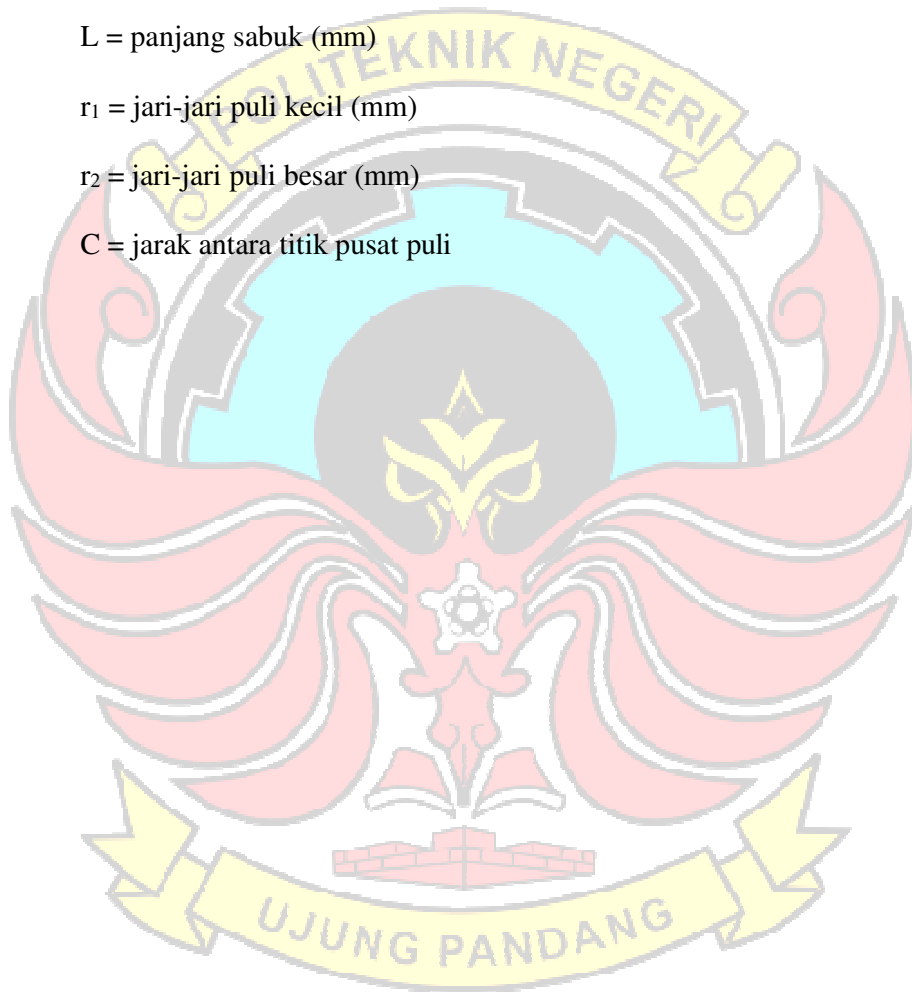 L = panjang sabuk (mm)
r₁ = jari-jari puli kecil (mm)
r₂ = jari-jari puli besar (mm)
C = jarak antara titik pusat puli
POLITEKNIK NEGERI
UJUNG PANDANG